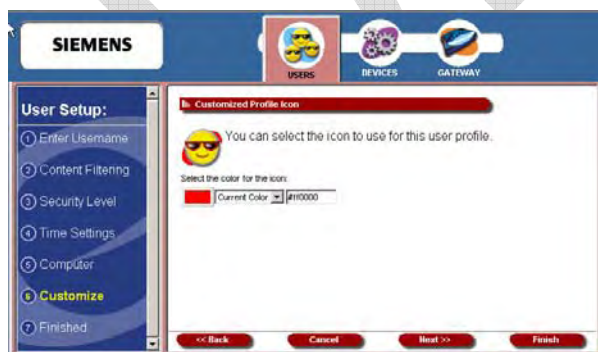 SIEMENS
USERS
DEVICES
GATEWAY
User Setup:
1 Enter Username
2 Content Filtering
3 Security Level
4 Time Settings
5 Computer
6 Customize
7 Finished
Customized Profile Icon
You can select the icon to use for this user profile.
Select the color for the icon:
Current Color
#ff0000
<< Back
Cancel
Next >>
Finish